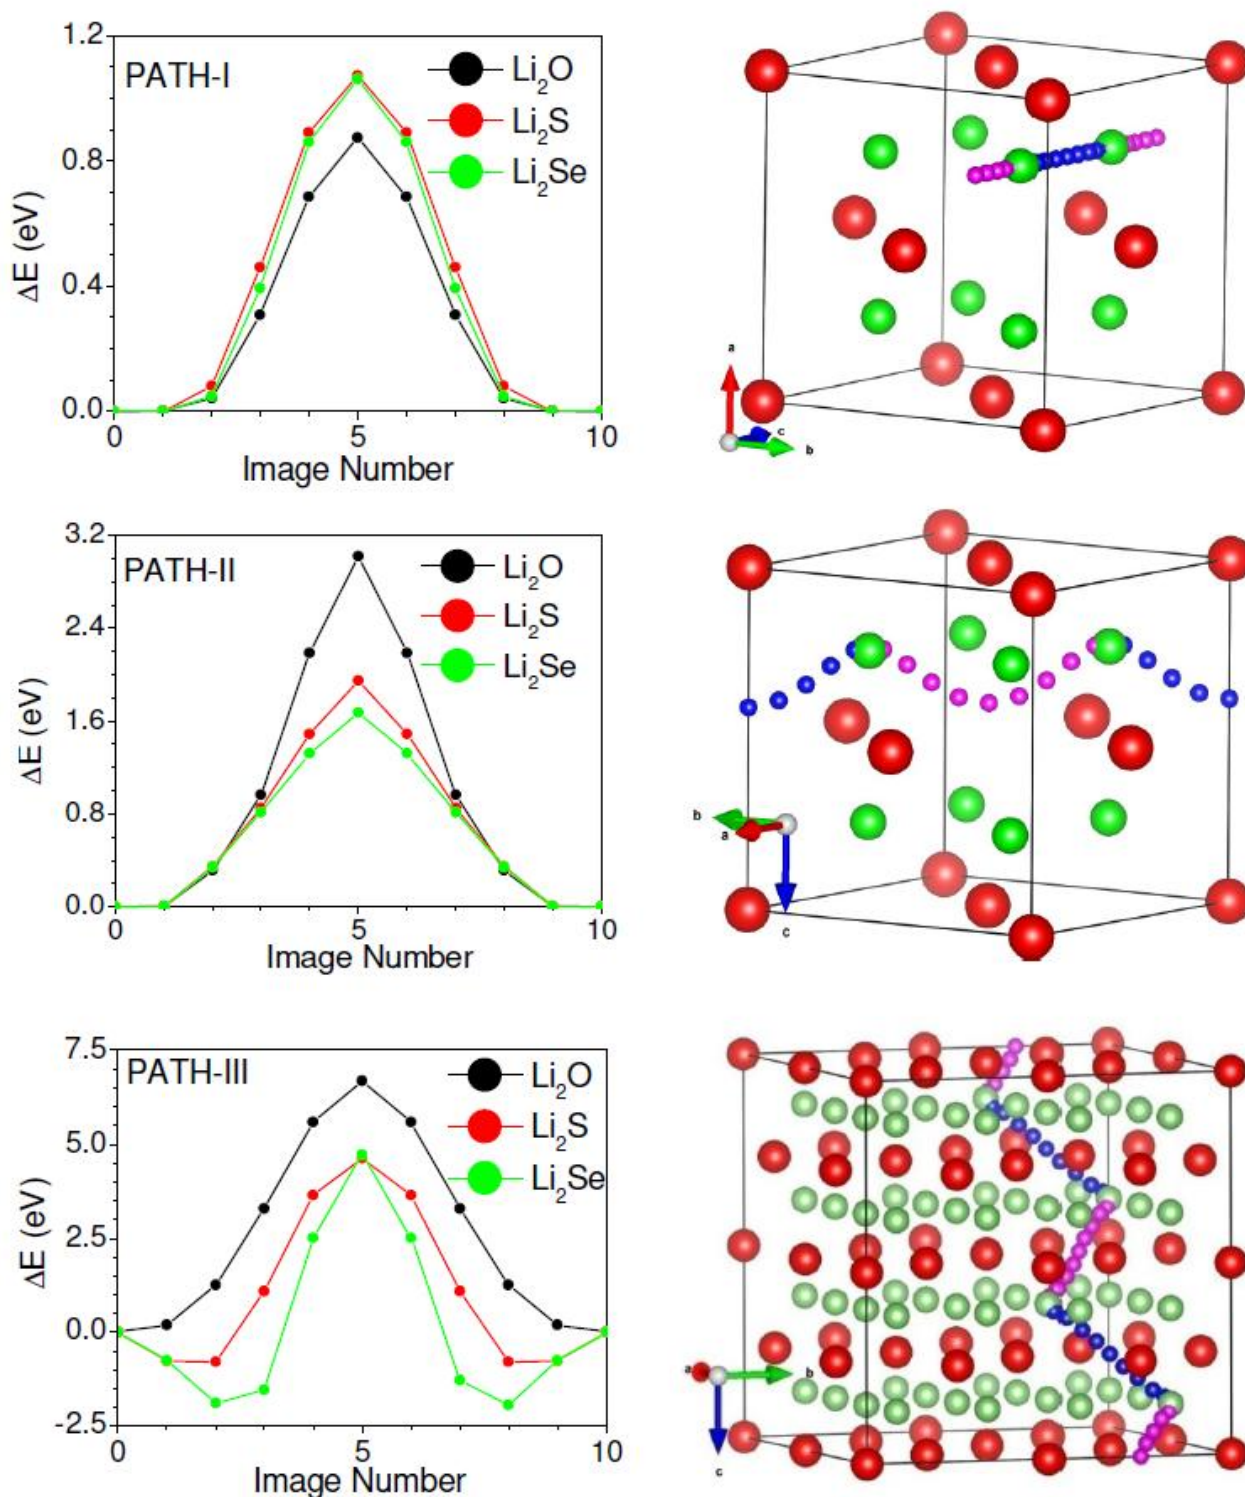 PATH-I
Li₂O
Li₂S
Li₂Se
1.2
0.8
0.4
0.0
ΔE (eV)
0 5 10
Image Number
a
c
b
PATH-II
Li₂O
Li₂S
Li₂Se
3.2
2.4
1.6
0.8
0.0
ΔE (eV)
0 5 10
Image Number
b
a
c
PATH-III
Li₂O
Li₂S
Li₂Se
7.5
5.0
2.5
0.0
-2.5
ΔE (eV)
0 5 10
Image Number
a
b
c